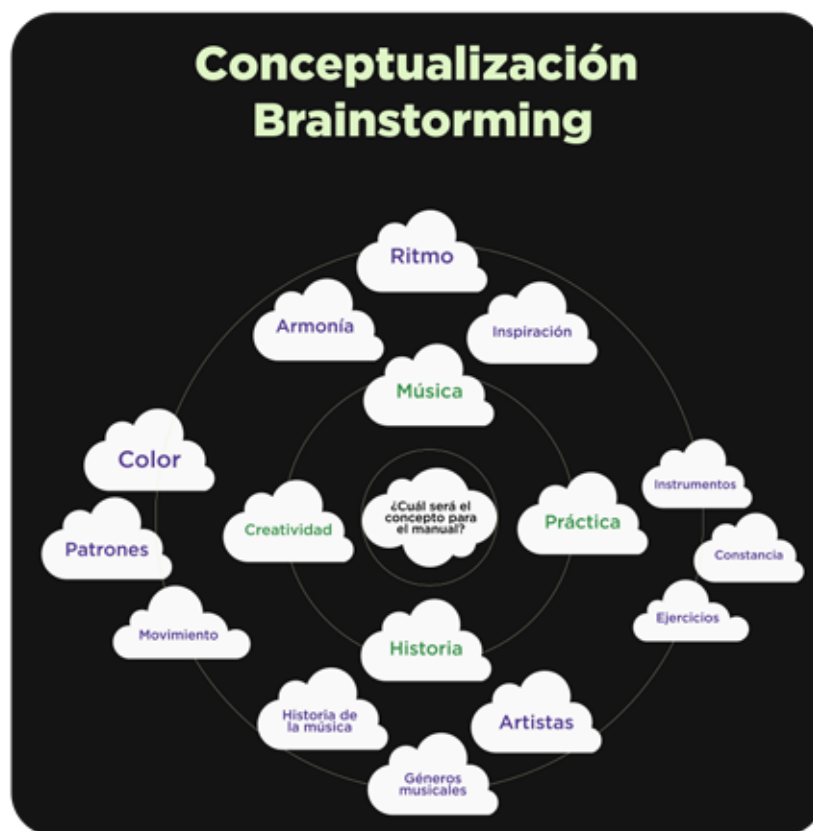 Conceptualización
Brainstorming
Ritmo
Armonía
Inspiración
Música
Color
Instrumentos
Creatividad
¿Cuál será el
concepto para
el manual?
Práctica
Patrones
Constancia
Movimiento
Ejercicios
Historia
Historia de
la música
Artistas
Géneros
musicales